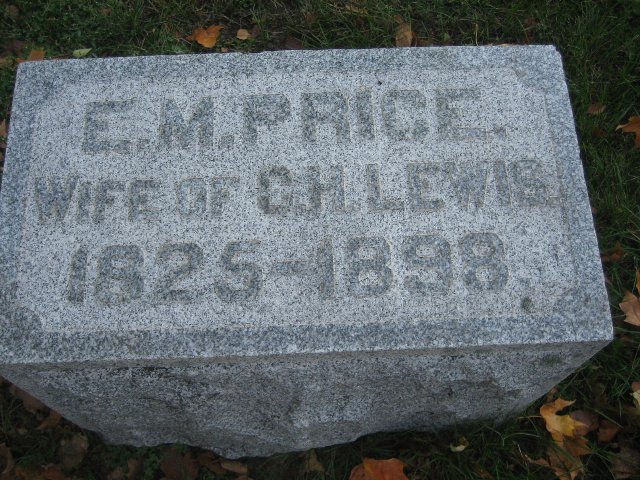 E. M. PRICE.
WIFE OF C. H. LEWIS.
1825-1898.